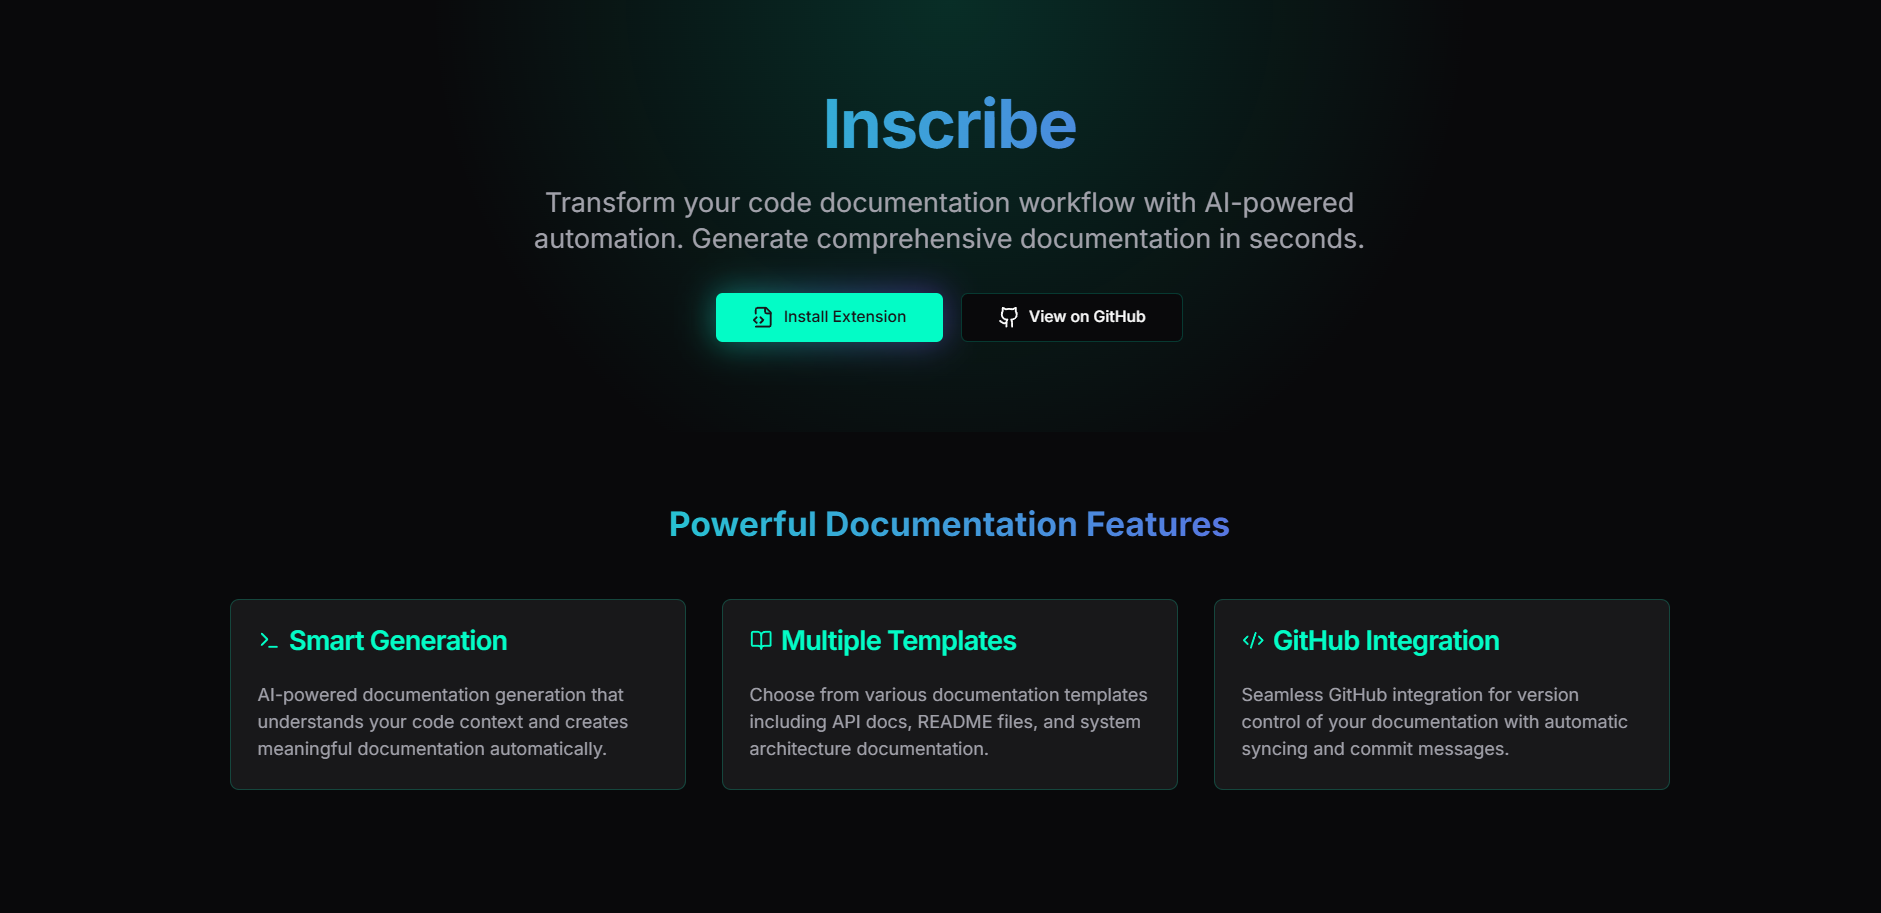 Inscribe
Transform your code documentation workflow with AI-powered
automation. Generate comprehensive documentation in seconds.
Install Extension
View on GitHub
Powerful Documentation Features
Smart Generation
AI-powered documentation generation that
understands your code context and creates
meaningful documentation automatically.
Multiple Templates
Choose from various documentation templates
including API docs, README files, and system
architecture documentation.
GitHub Integration
Seamless GitHub integration for version
control of your documentation with automatic
syncing and commit messages.